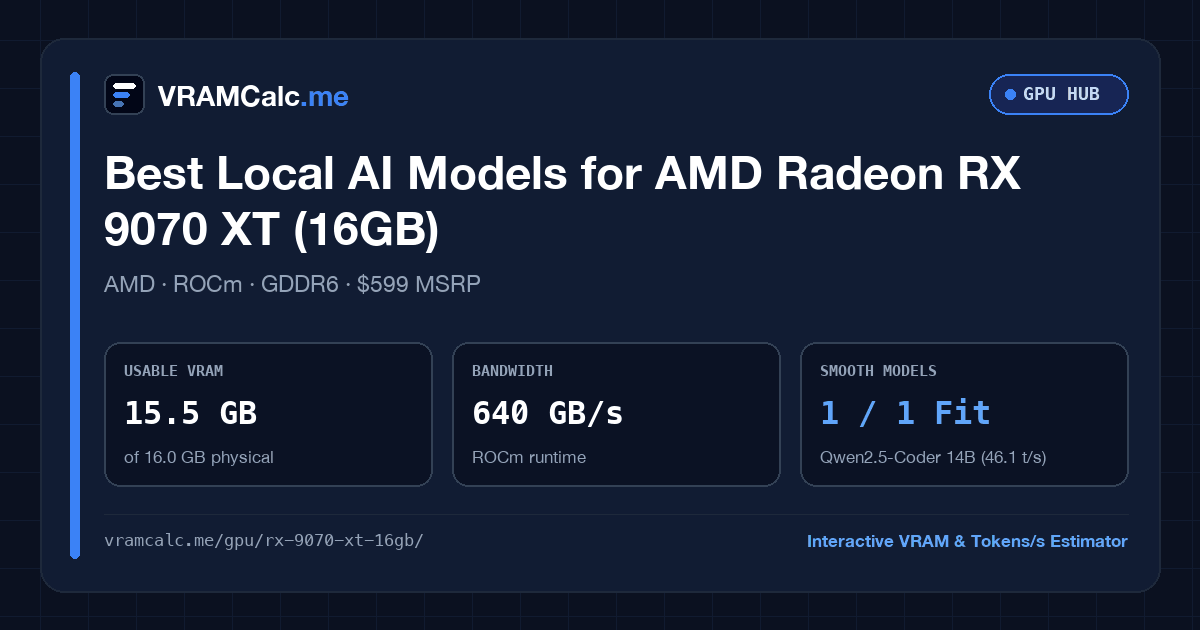 VRAMCalc.me
GPU HUB
Best Local AI Models for AMD Radeon RX
9070 XT (16GB)
AMD · ROCm · GDDR6 · $599 MSRP
USABLE VRAM
15.5 GB
of 16.0 GB physical
BANDWIDTH
640 GB/s
ROCm runtime
SMOOTH MODELS
1 / 1 Fit
Qwen2.5-Coder 14B (46.1 t/s)
vramcalc.me/gpu/rx-9070-xt-16gb/
Interactive VRAM & Tokens/s Estimator